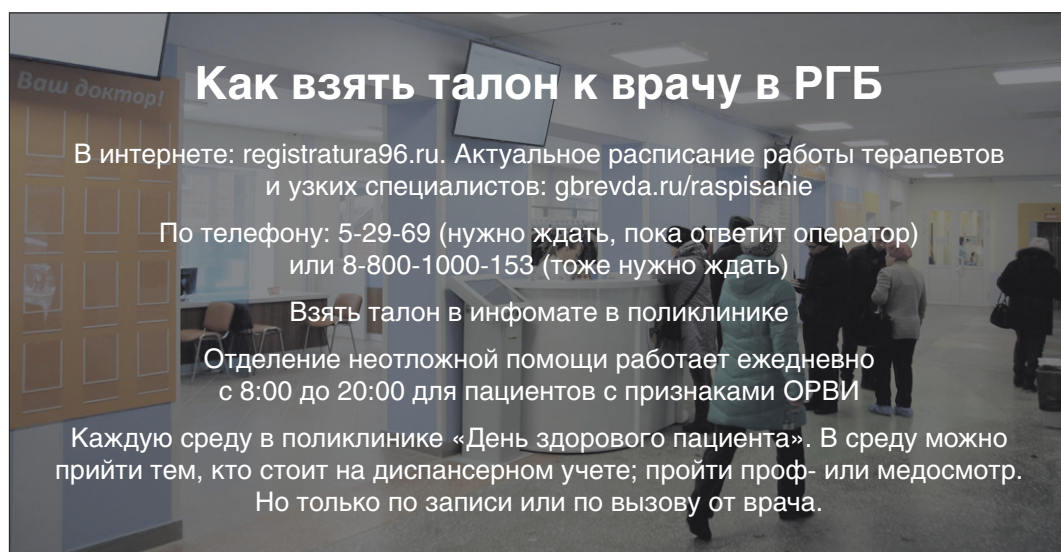 Ваш доктор!
Как взять талон к врачу в РГБ
В интернете: registratura96.ru. Актуальное расписание работы терапевтов
и узких специалистов: gbrevda.ru/raspisanie
По телефону: 5-29-69 (нужно ждать, пока ответит оператор)
или 8-800-1000-153 (тоже нужно ждать)
Взять талон в инфомате в поликлинике
Отделение неотложной помощи работает ежедневно
с 8:00 до 20:00 для пациентов с признаками ОРВИ
Каждую среду в поликлинике «День здорового пациента». В среду можно
прийти тем, кто стоит на диспансерном учете; пройти проф- или медосмотр.
Но только по записи или по вызову от врача.